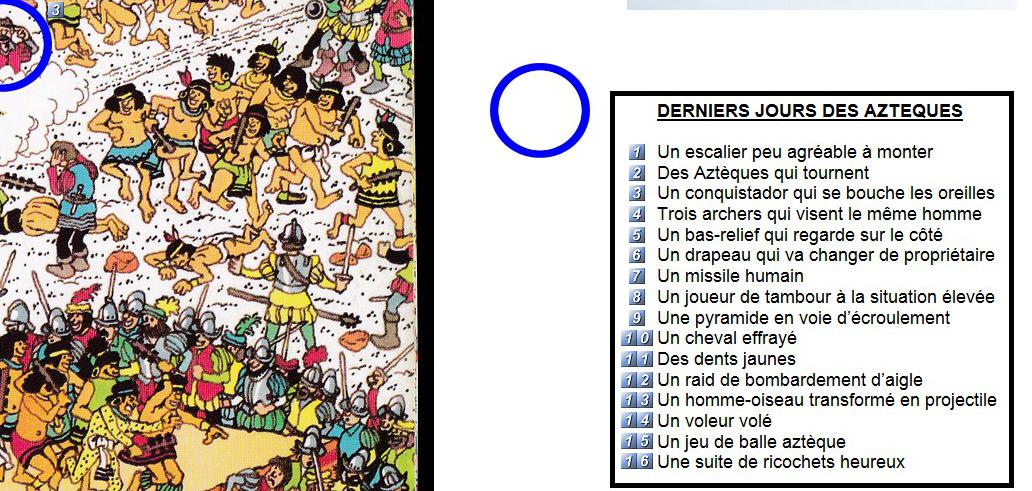 3
DERNIERS JOURS DES AZTEQUES
1 Un escalier peu agréable à monter
2 Des Aztèques qui tournent
3 Un conquistador qui se bouche les oreilles
4 Trois archers qui visent le même homme
5 Un bas-relief qui regarde sur le côté
6 Un drapeau qui va changer de propriétaire
7 Un missile humain
8 Un joueur de tambour à la situation élevée
9 Une pyramide en voie d’écroulement
10 Un cheval effrayé
11 Des dents jaunes
12 Un raid de bombardement d’aigle
13 Un homme-oiseau transformé en projectile
14 Un voleur volé
15 Un jeu de balle aztèque
16 Une suite de ricochets heureux